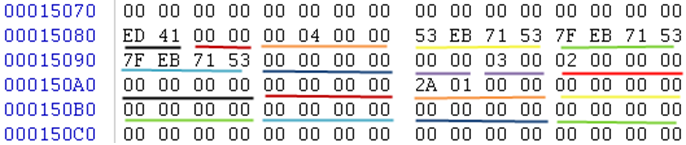 00015070 00 00 00 00 00 00 00 00 00 00 00 00 00 00 00 00
00015080 ED 41 00 00 00 04 00 00 53 EB 71 53 7F EB 71 53
00015090 7F EB 71 53 00 00 00 00 00 00 03 00 02 00 00 00
000150A0 00 00 00 00 00 00 00 00 2A 01 00 00 00 00 00 00
000150B0 00 00 00 00 00 00 00 00 00 00 00 00 00 00 00 00
000150C0 00 00 00 00 00 00 00 00 00 00 00 00 00 00 00 00